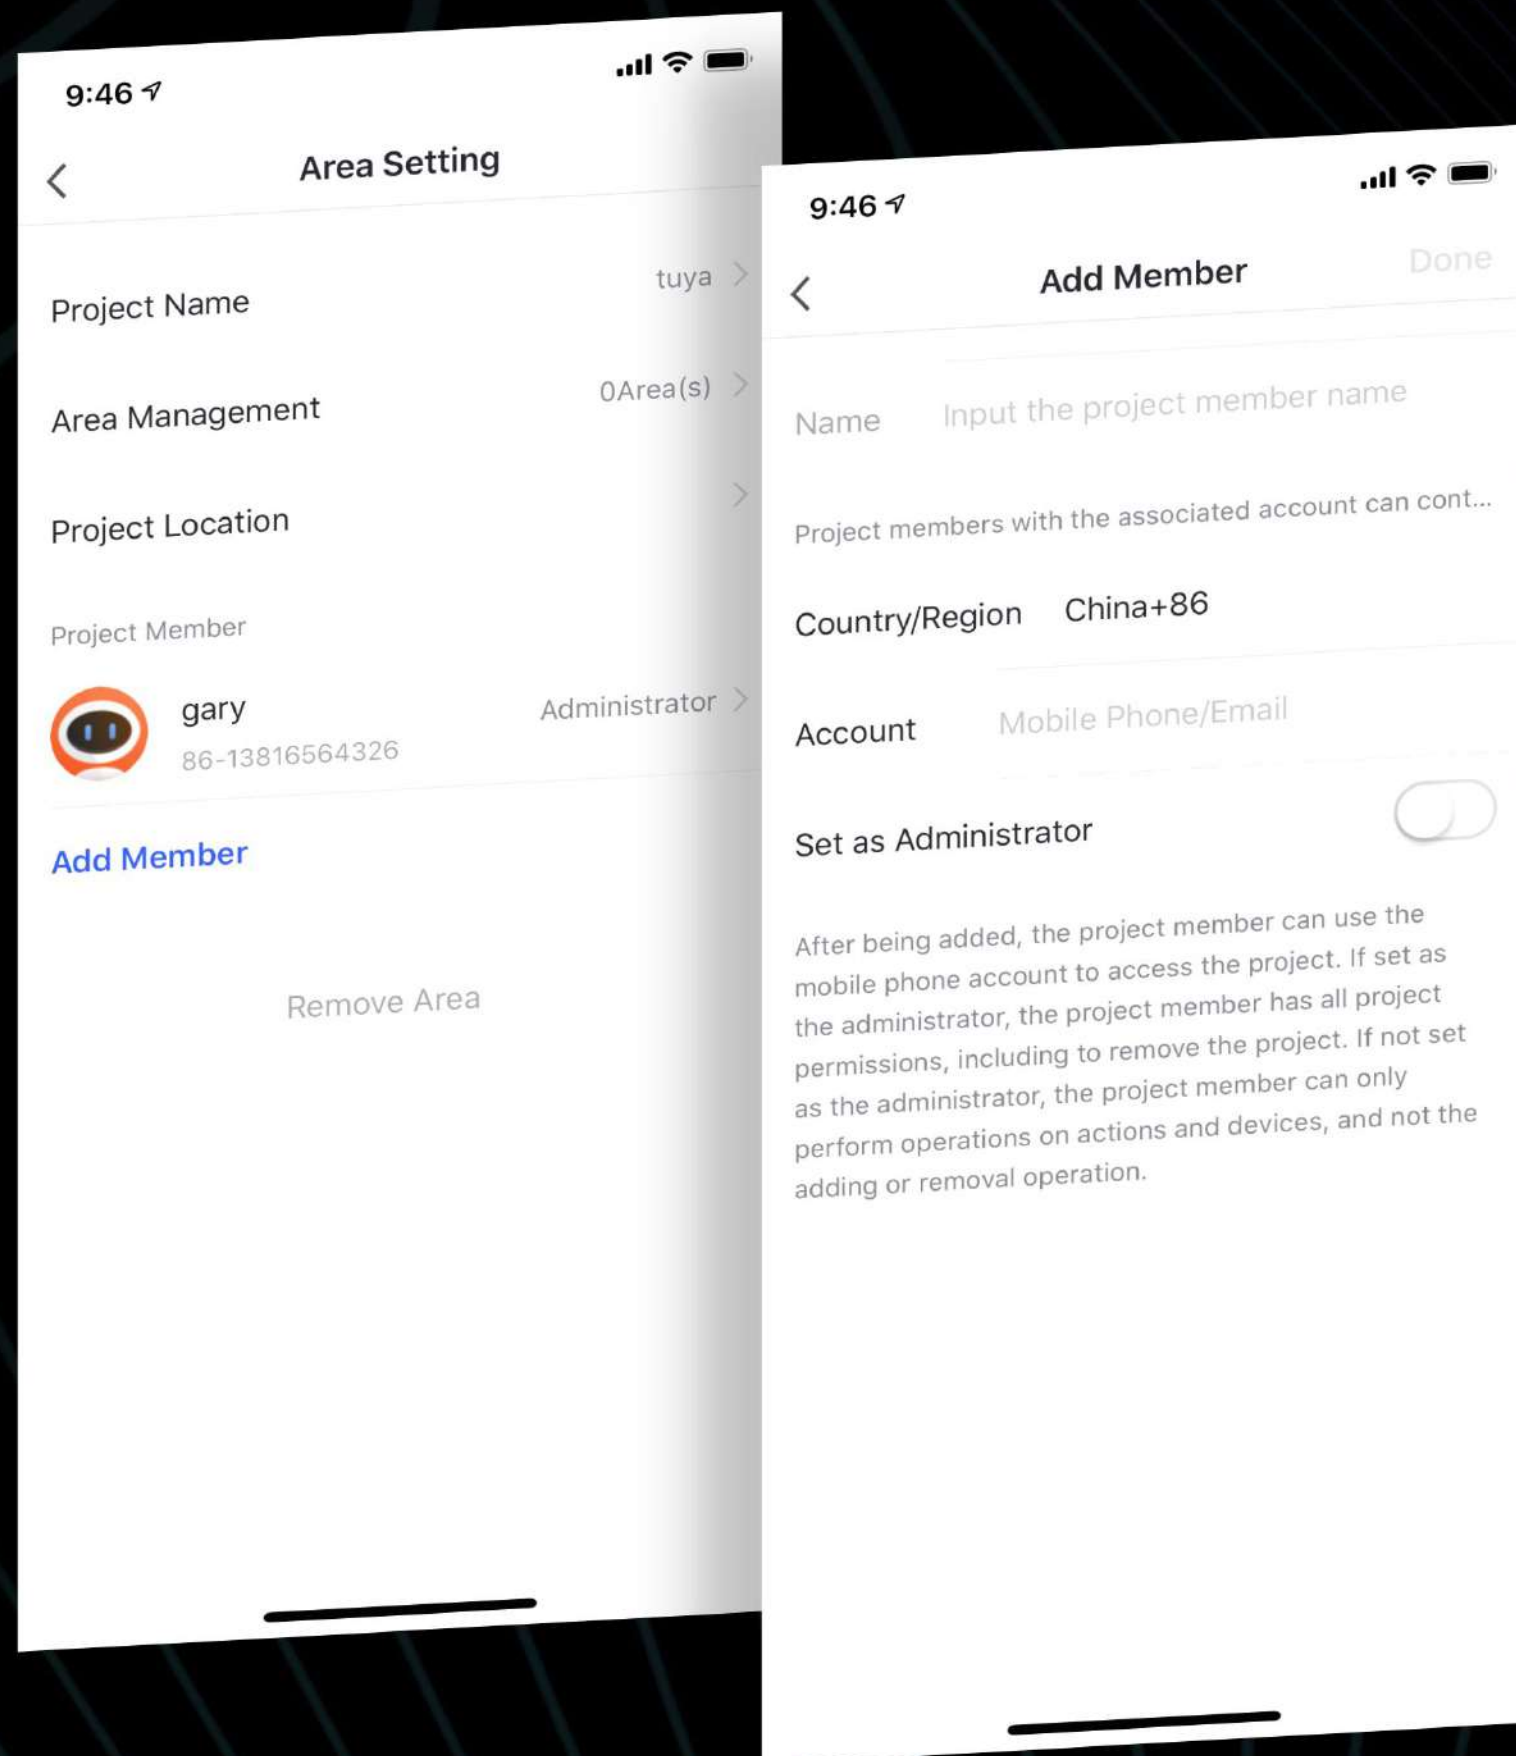 9:46
Area Setting
Project Name
tuya
Area Management
0Area(s)
Project Location
Project Member
gary
Administrator
86-13816564326
Add Member
Remove Area
9:46
Add Member
Done
Name
Input the project member name
Project members with the associated account can cont...
Country/Region
China+86
Account
Mobile Phone/Email
Set as Administrator
After being added, the project member can use the
mobile phone account to access the project. If set as
the administrator, the project member has all project
permissions, including to remove the project. If not set
as the administrator, the project member can only
perform operations on actions and devices, and not the
adding or removal operation.